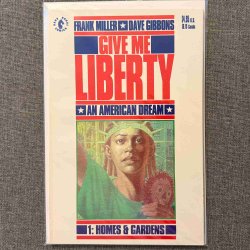 FRANK MILLER DAVE GIBBONS
GIVE ME
LIBERTY
AN AMERICAN DREAM
1: HOMES & GARDENS